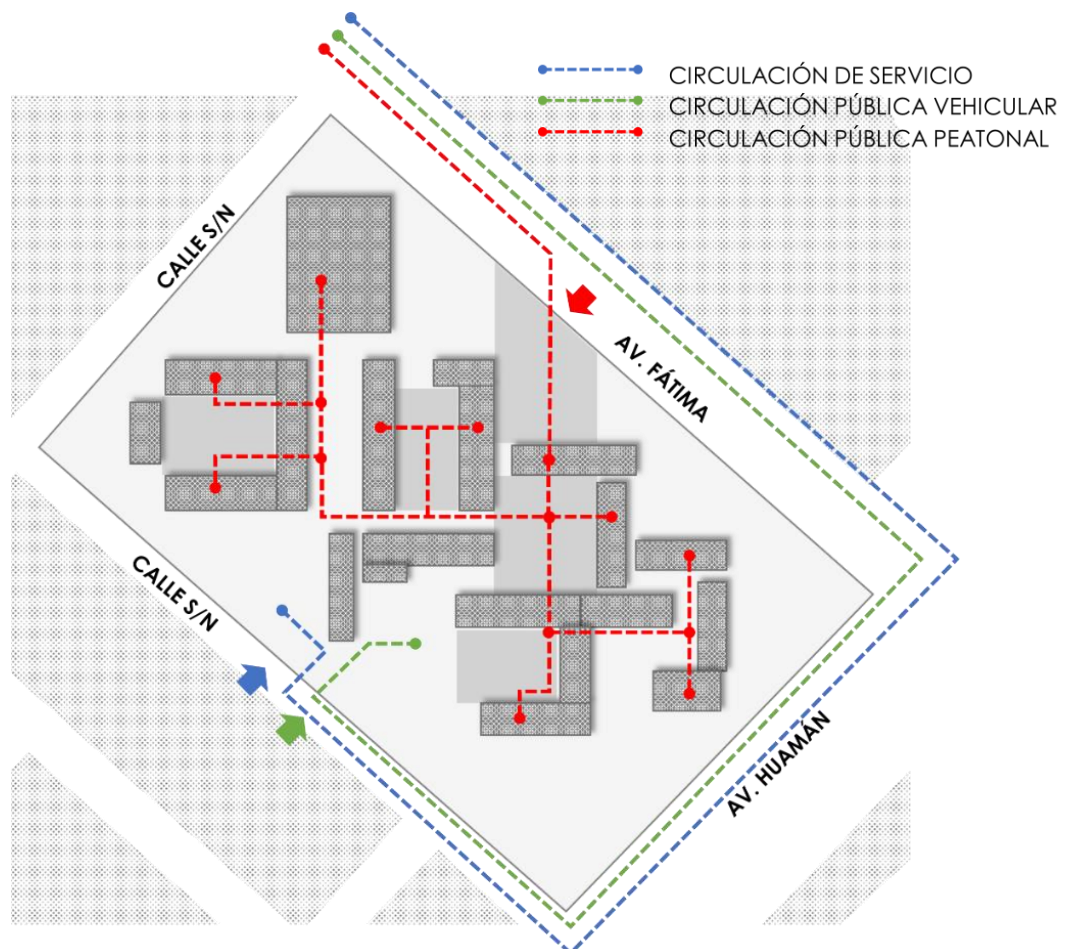 CIRCULACIÓN DE SERVICIO
CIRCULACIÓN PÚBLICA VEHICULAR
CIRCULACIÓN PÚBLICA PEATONAL
CALLE S/N
AV. FÁTIMA
CALLE S/N
AV. HUAMÁN